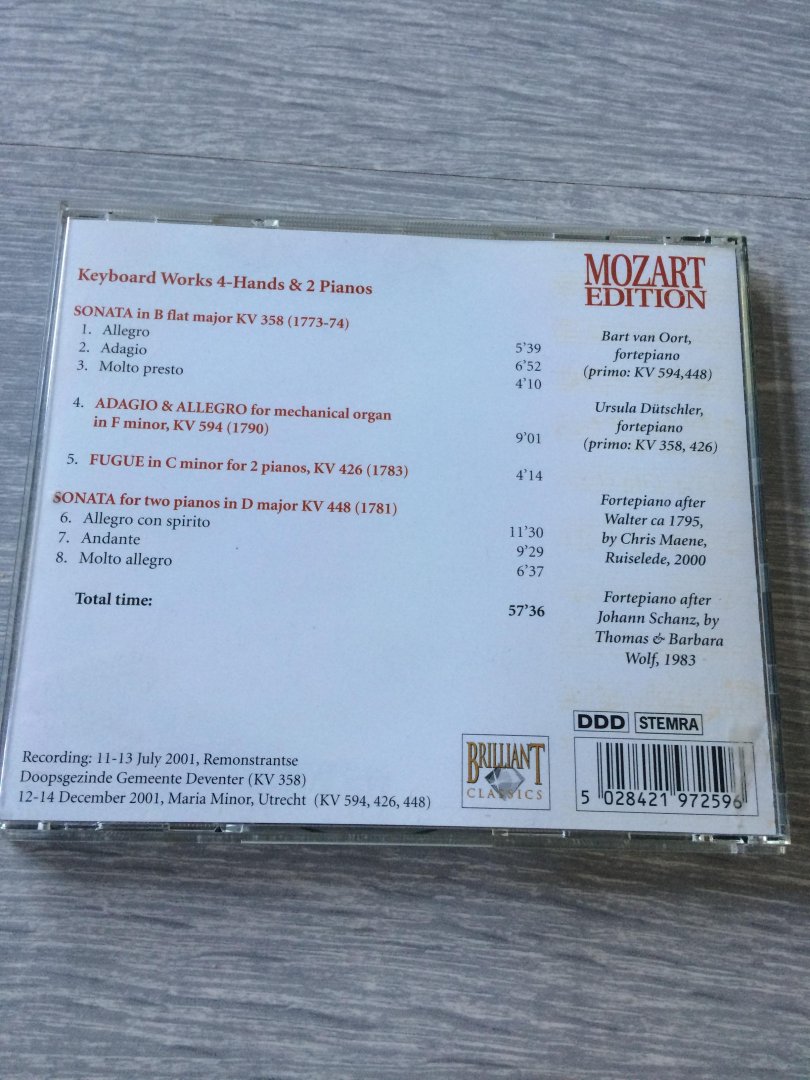 Keyboard Works 4-Hands & 2 Pianos
SONATA in B flat major KV 358 (1773-74)
1. Allegro 5'39
2. Adagio 6'52
3. Molto presto 4'10
4. ADAGIO & ALLEGRO for mechanical organ
in F minor, KV 594 (1790) 9'01
5. FUGUE in C minor for 2 pianos, KV 426 (1783) 4'14
SONATA for two pianos in D major KV 448 (1781)
6. Allegro con spirito 11'30
7. Andante 9'29
8. Molto allegro 6'37
Total time: 57'36
MOZART
EDITION
Bart van Oort,
fortepiano
(primo: KV 594,448)
Ursula Dütschler,
fortepiano
(primo: KV 358, 426)
Fortepiano after
Walter ca 1795,
by Chris Maene,
Ruiselede, 2000
Fortepiano after
Johann Schanz, by
Thomas & Barbara
Wolf, 1983
DDD STEMRA
Recording: 11-13 July 2001, Remonstrantse
Doopsgezinde Gemeente Deventer (KV 358)
12-14 December 2001, Maria Minor, Utrecht (KV 594, 426, 448)
BRILLIANT
CLASSICS
5 028421 972596